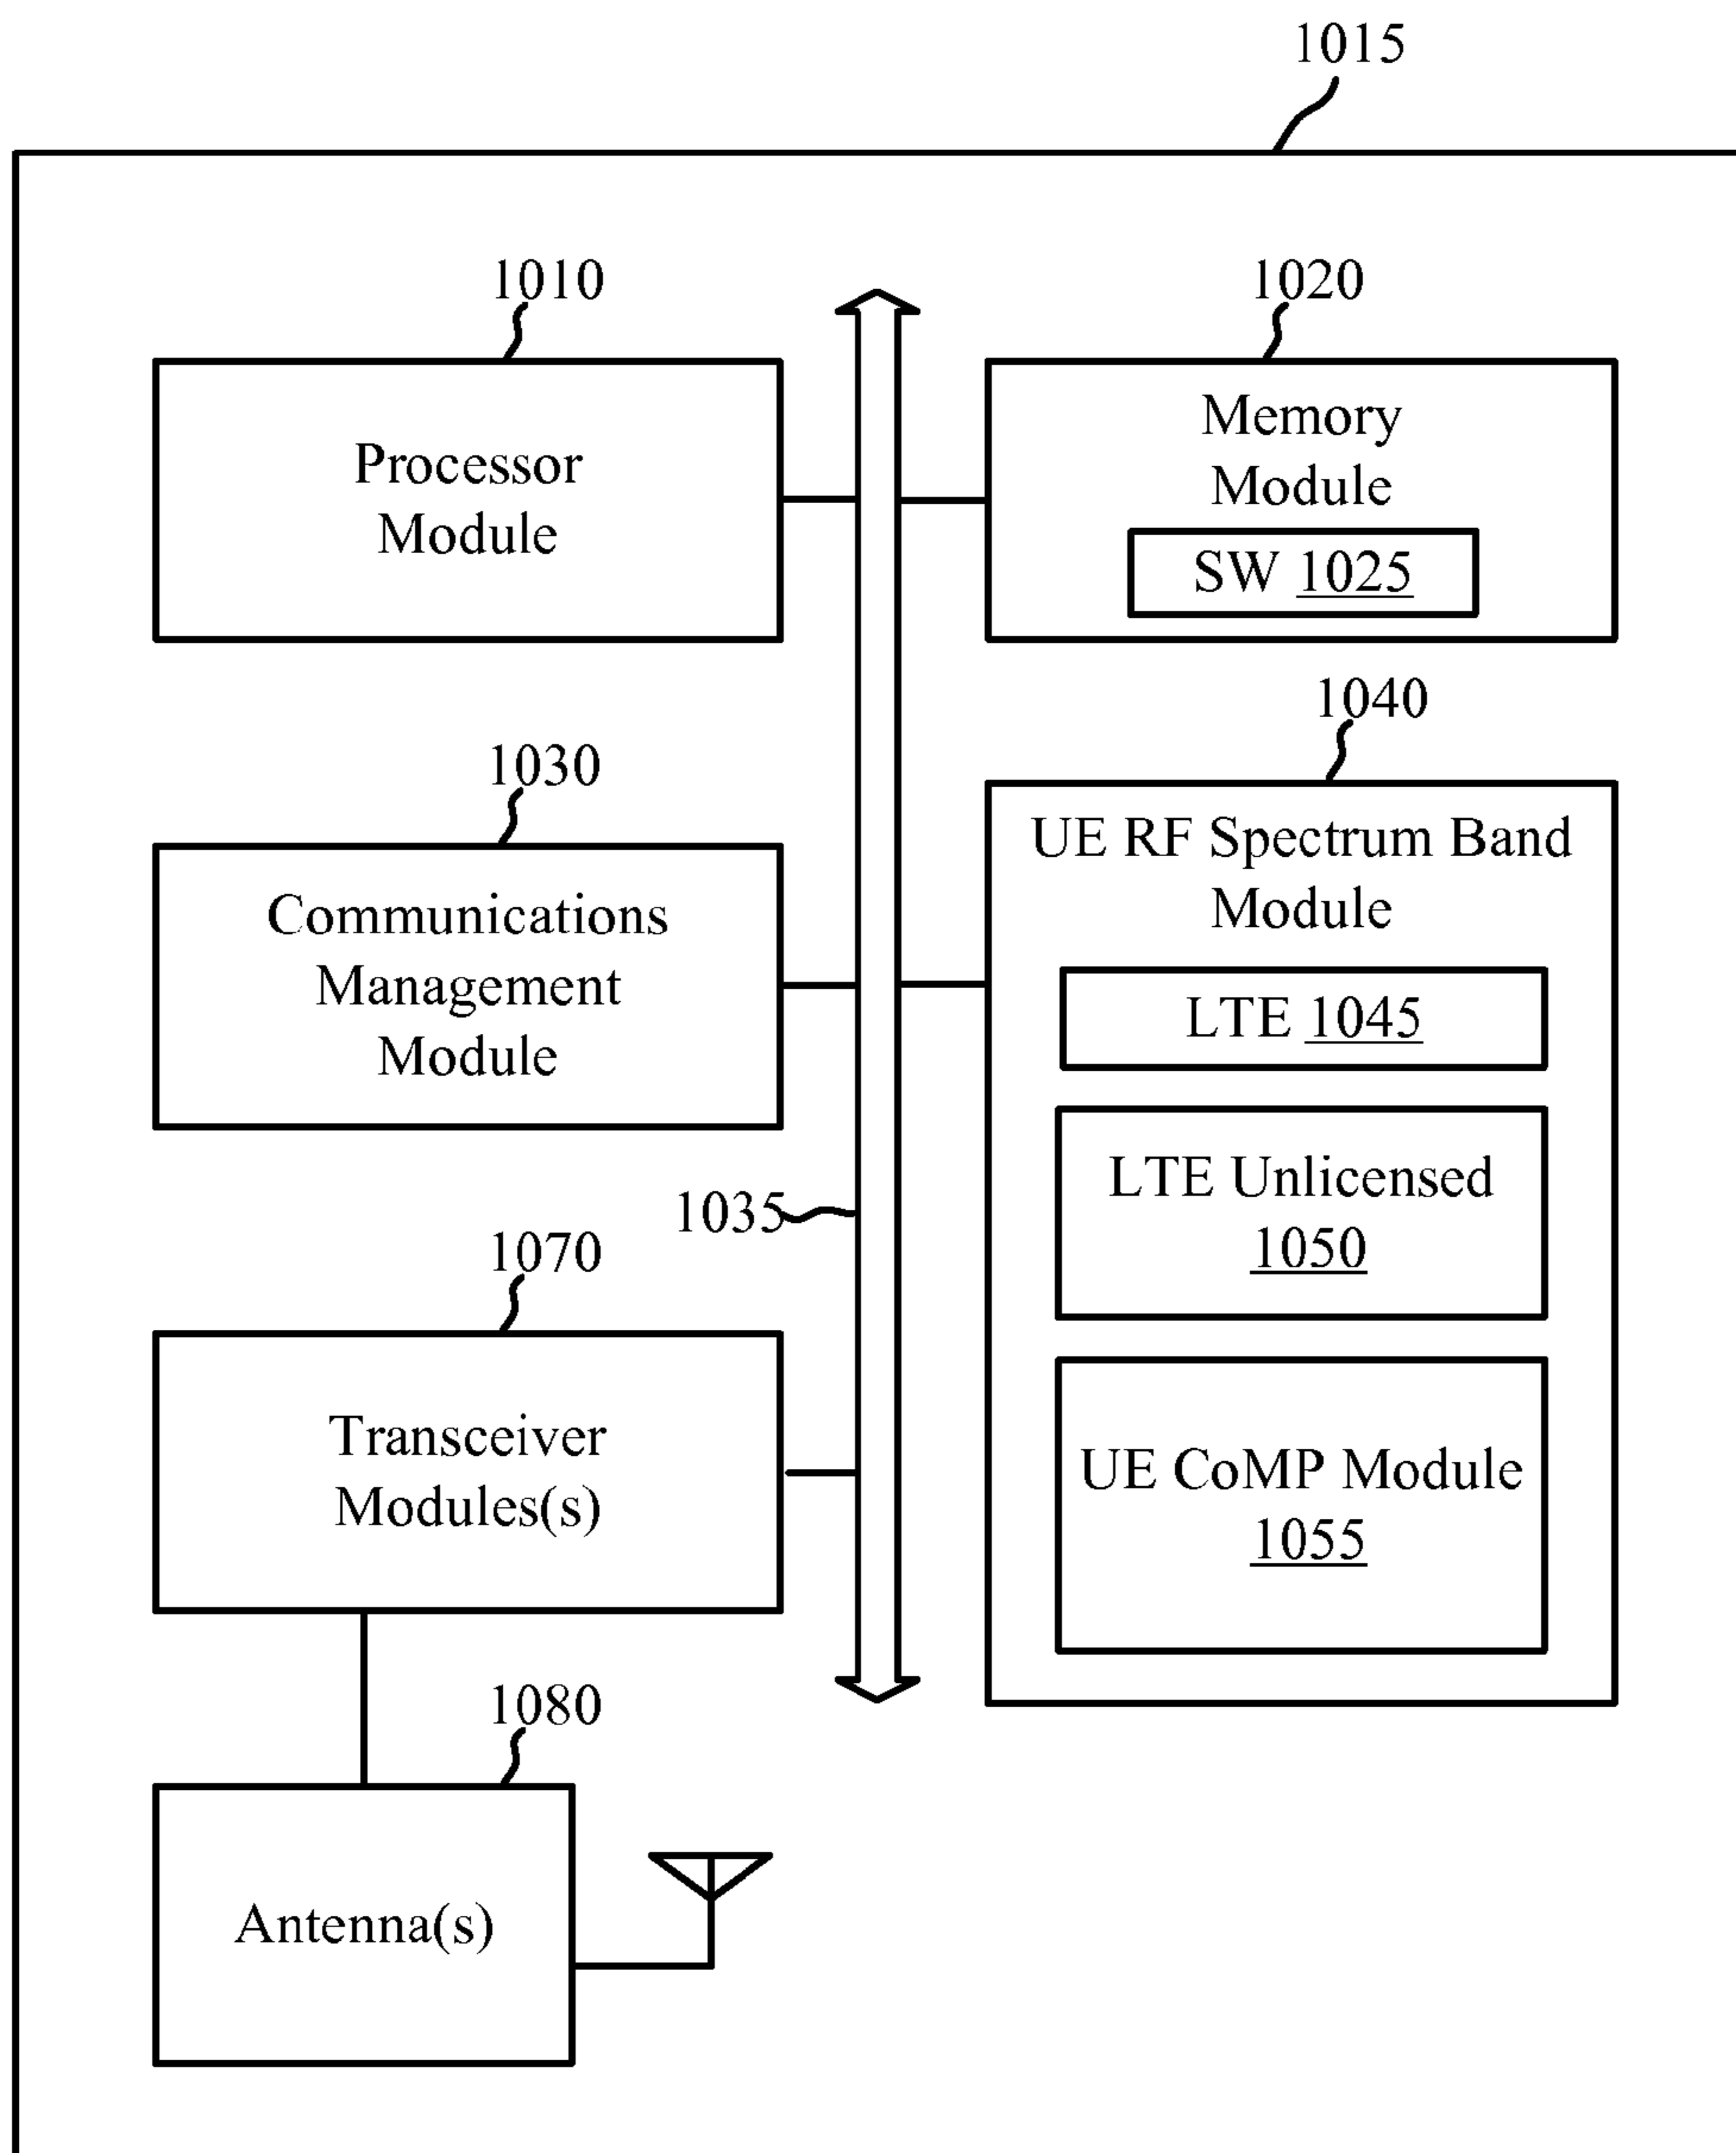 1015
1010
Processor
Module
1020
Memory
Module
SW 1025
1030
Communications
Management
Module
1040
UE RF Spectrum Band
Module
LTE 1045
LTE Unlicensed
1050
UE CoMP Module
1055
1035
1070
Transceiver
Modules(s)
1080
Antenna(s)